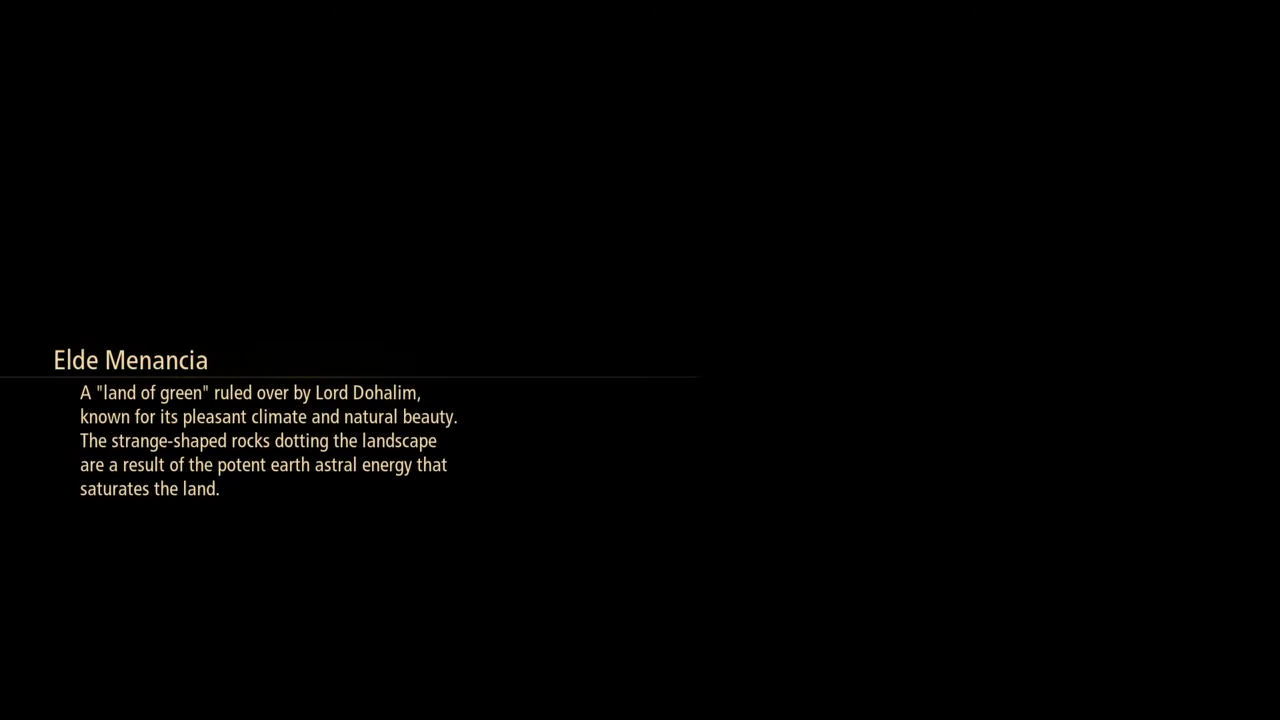 Elde Menancia
A "land of green" ruled over by Lord Dohalim,
known for its pleasant climate and natural beauty.
The strange-shaped rocks dotting the landscape
are a result of the potent earth astral energy that
saturates the land.